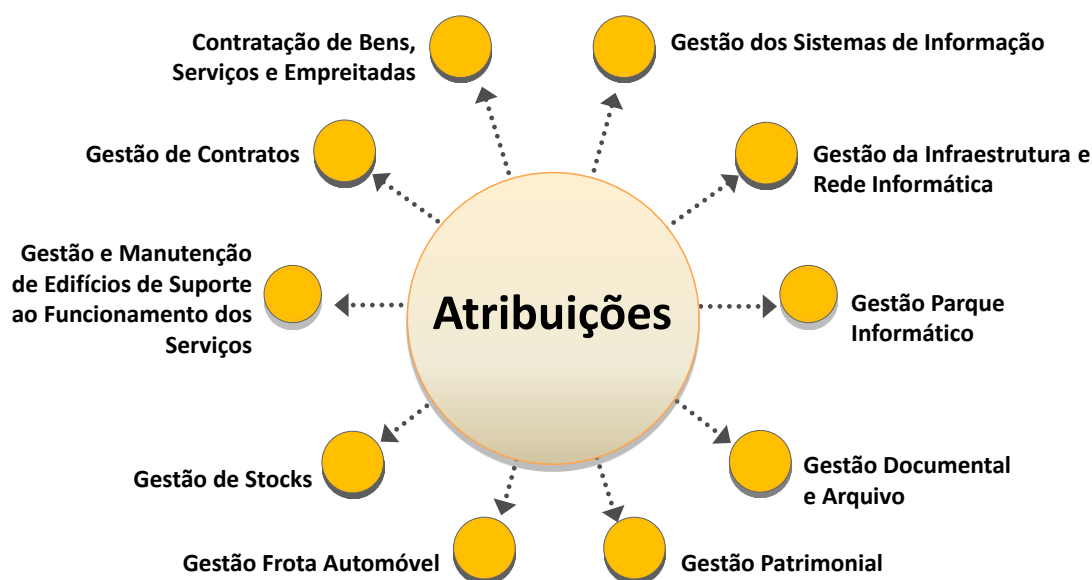 Contratação de Bens,
Serviços e Empreitadas
Gestão dos Sistemas de Informação
Gestão de Contratos
Gestão da Infraestrutura e
Rede Informática
Gestão e Manutenção
de Edifícios de Suporte
ao Funcionamento dos
Serviços
Atribuições
Gestão Parque
Informático
Gestão de Stocks
Gestão Documental
e Arquivo
Gestão Frota Automóvel
Gestão Patrimonial